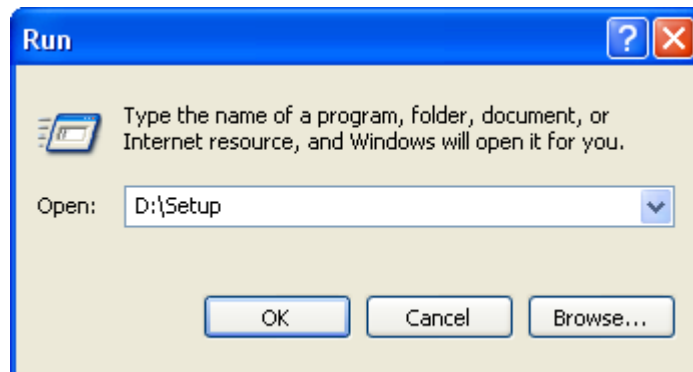 Run
Type the name of a program, folder, document, or
Internet resource, and Windows will open it for you.
Open: D:\Setup
OK Cancel Browse...